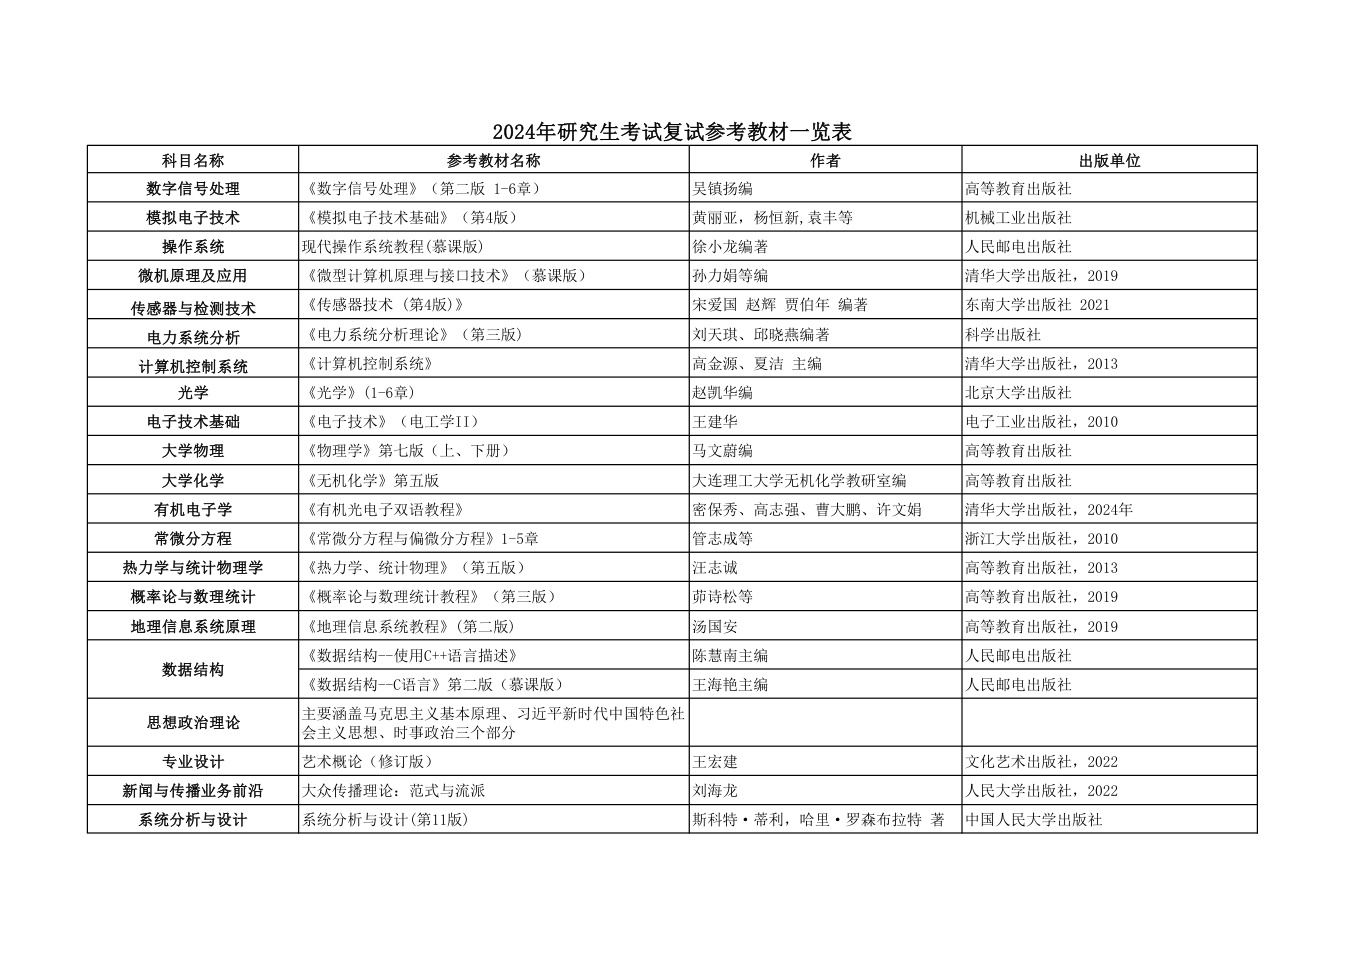 2024年研究生考试复试参考教材一览表
科目名称 参考教材名称 作者 出版单位
数字信号处理 《数字信号处理》（第二版 1-6章） 吴镇扬编 高等教育出版社
模拟电子技术 《模拟电子技术基础》（第4版） 黄丽亚，杨恒新,袁丰等 机械工业出版社
操作系统 现代操作系统教程(慕课版) 徐小龙编著 人民邮电出版社
微机原理及应用 《微型计算机原理与接口技术》（慕课版） 孙力娟等编 清华大学出版社，2019
传感器与检测技术 《传感器技术 (第4版)》 宋爱国 赵辉 贾伯年 编著 东南大学出版社 2021
电力系统分析 《电力系统分析理论》（第三版) 刘天琪、邱晓燕编著 科学出版社
计算机控制系统 《计算机控制系统》 高金源、夏洁 主编 清华大学出版社，2013
光学 《光学》(1-6章) 赵凯华编 北京大学出版社
电子技术基础 《电子技术》（电工学II） 王建华 电子工业出版社，2010
大学物理 《物理学》第七版（上、下册） 马文蔚编 高等教育出版社
大学化学 《无机化学》第五版 大连理工大学无机化学教研室编 高等教育出版社
有机电子学 《有机光电子双语教程》 密保秀、高志强、曹大鹏、许文娟 清华大学出版社，2024年
常微分方程 《常微分方程与偏微分方程》1-5章 管志成等 浙江大学出版社，2010
热力学与统计物理学 《热力学、统计物理》（第五版） 汪志诚 高等教育出版社，2013
概率论与数理统计 《概率论与数理统计教程》（第三版） 茆诗松等 高等教育出版社，2019
地理信息系统原理 《地理信息系统教程》(第二版) 汤国安 高等教育出版社，2019
数据结构 《数据结构--使用C++语言描述》 陈慧南主编 人民邮电出版社
《数据结构--C语言》第二版（慕课版） 王海艳主编 人民邮电出版社
思想政治理论 主要涵盖马克思主义基本原理、习近平新时代中国特色社
会主义思想、时事政治三个部分
专业设计 艺术概论（修订版） 王宏建 文化艺术出版社，2022
新闻与传播业务前沿 大众传播理论：范式与流派 刘海龙 人民大学出版社，2022
系统分析与设计 系统分析与设计(第11版) 斯科特·蒂利，哈里·罗森布拉特 著 中国人民大学出版社